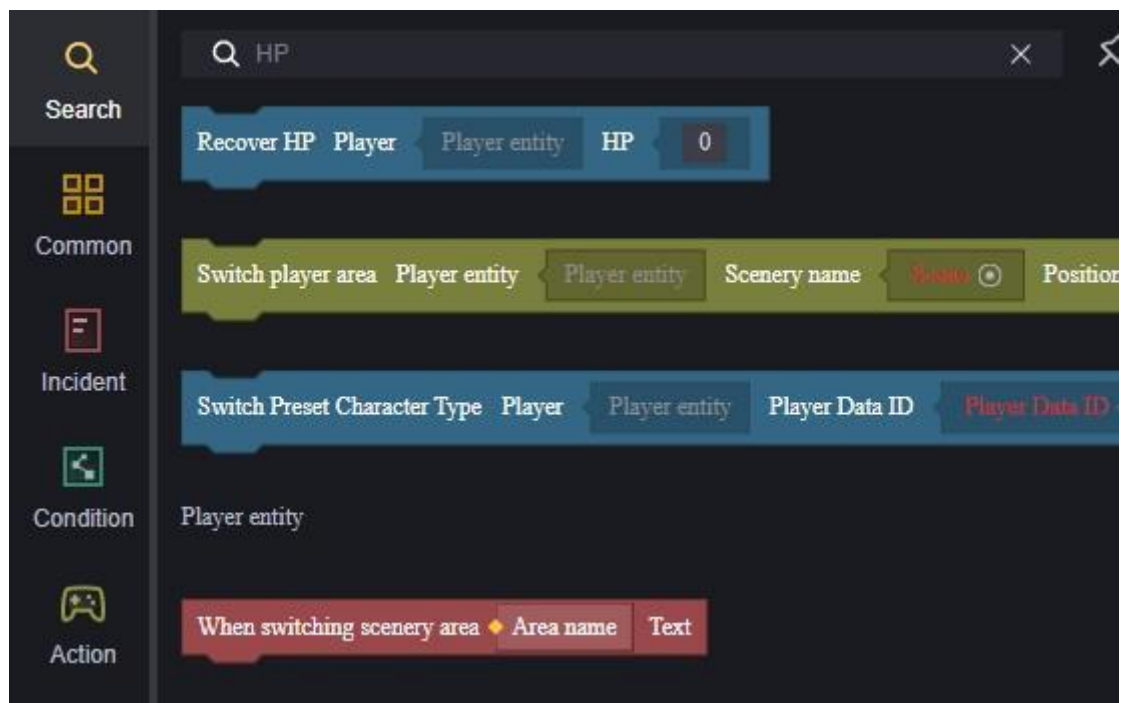 Search
Common
Incident
Condition
Action
HP
Recover HP Player Player entity HP 0
Switch player area Player entity Player entity Scenery name Position
Switch Preset Character Type Player Player entity Player Data ID Player Data ID
Player entity
When switching scenery area Area name Text